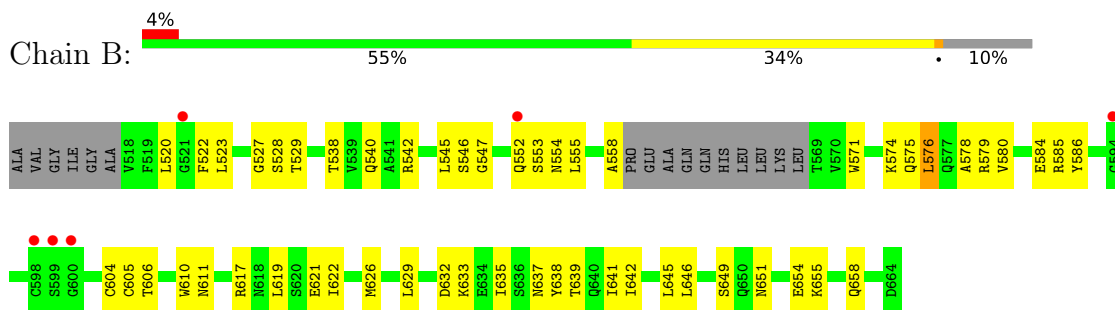 4%
Chain B:
55% 34% • 10%
ALA VAL GLY ILE GLY ALA V518 F519 L520 G521 F522 L523 G527 S528 T529 T538 V539 Q540 A541 R542 L545 S546 G547 Q552 S553 N554 L555 A558 PRO GLU ALA GLN GLN HIS LEU LEU LYS LEU T569 V570 W571 K574 Q575 L576 Q577 A578 R579 V580 E584 R585 Y586 G594
C598 S599 G600 C604 C605 T606 W610 N611 R617 N618 L619 S620 E621 I622 M626 L629 D632 K633 E634 I635 S636 N637 Y638 T639 Q640 I641 I642 L645 L646 S649 Q650 N651 E654 K655 Q658 D664